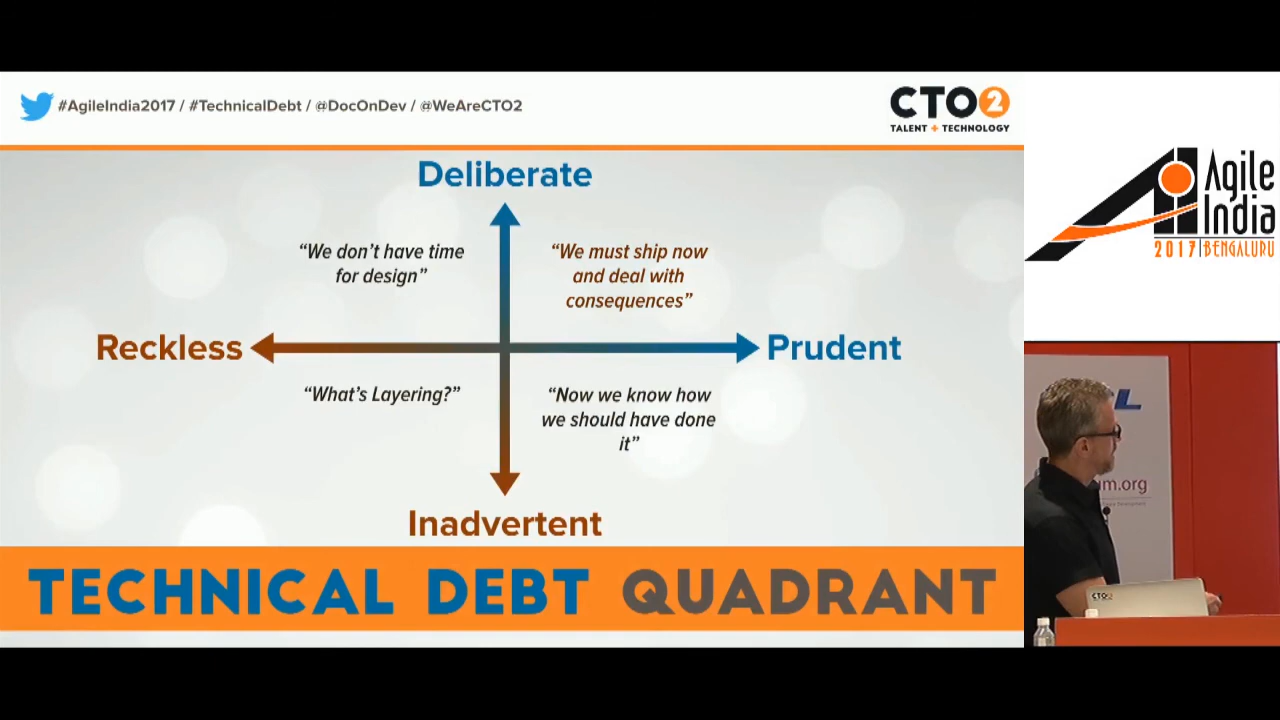 #AgileIndia2017 / #TechnicalDebt / @DocOnDev / @WeAreCTO2
CTO2
TALENT + TECHNOLOGY
Deliberate
“We don’t have time
for design”
“We must ship now
and deal with
consequences”
Reckless
Prudent
“What’s Layering?”
“Now we know how
we should have done
it”
Inadvertent
TECHNICAL DEBT QUADRANT
Agile
India
2017 | BENGALURU
L
um.org
CTO2